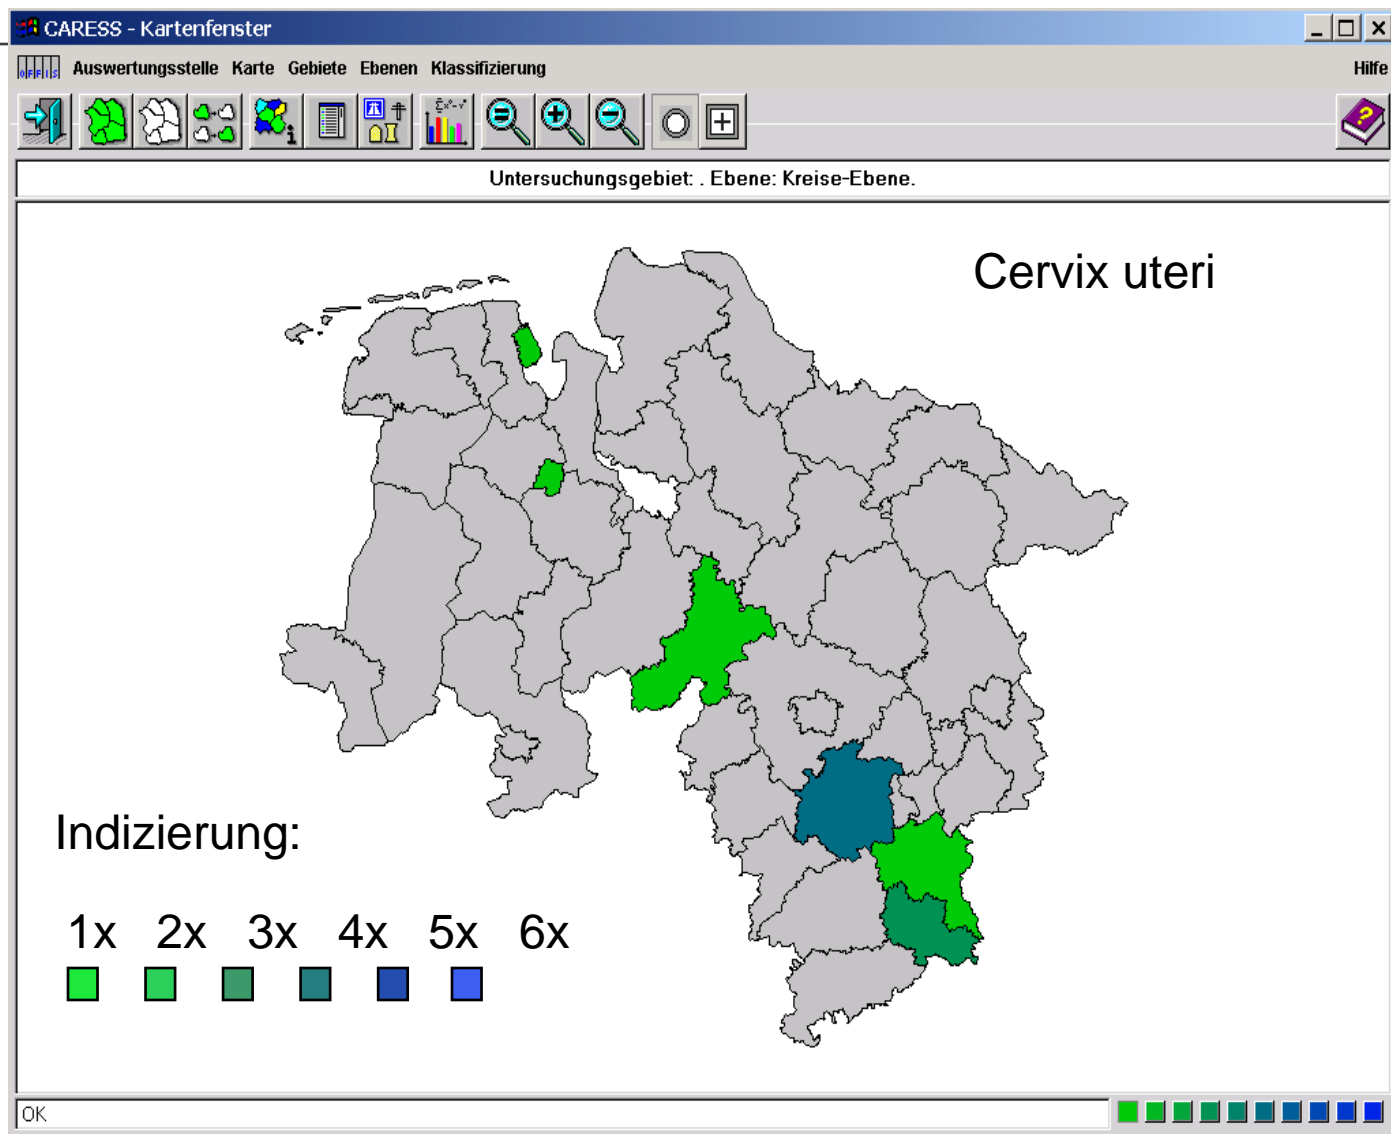 CARESS - Kartenfenster
OFFIS Auswertungsstelle Karte Gebiete Ebenen Klassifizierung Hilfe
Untersuchungsgebiet: . Ebene: Kreise-Ebene.
Cervix uteri
Indizierung:
1x 2x 3x 4x 5x 6x
OK